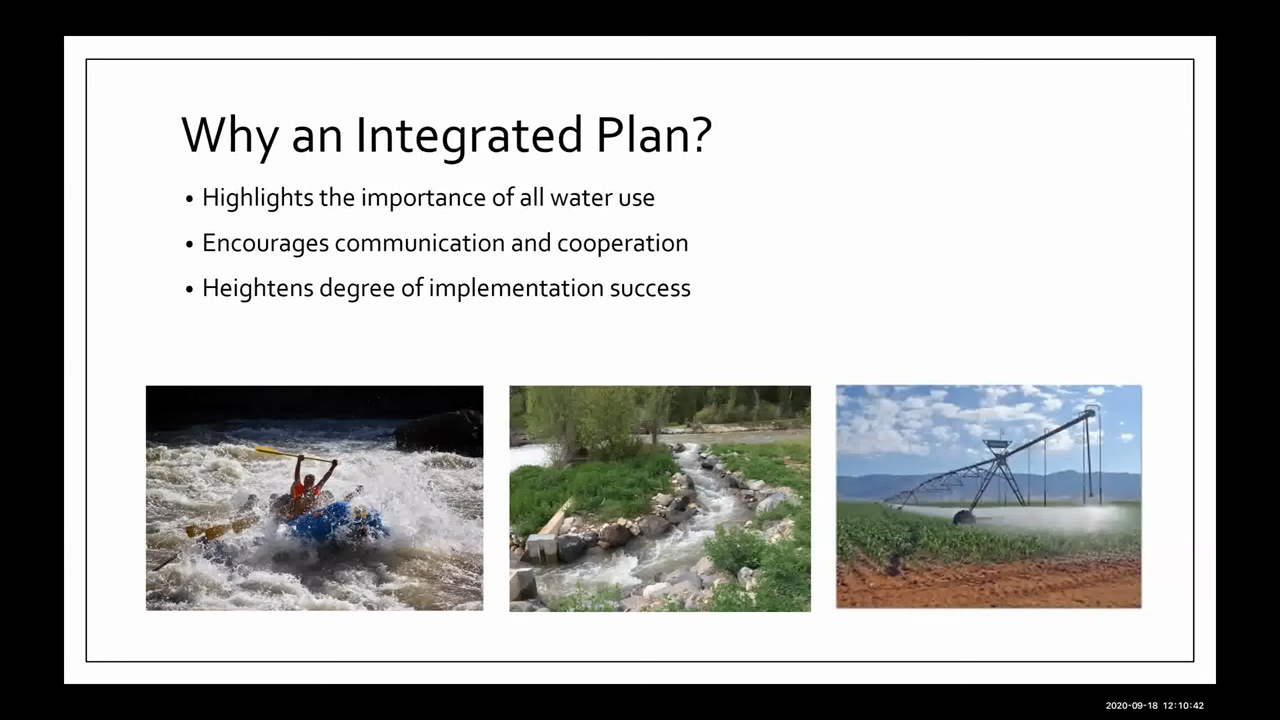 Why an Integrated Plan?
• Highlights the importance of all water use
• Encourages communication and cooperation
• Heightens degree of implementation success
2020-09-18 12:10:42